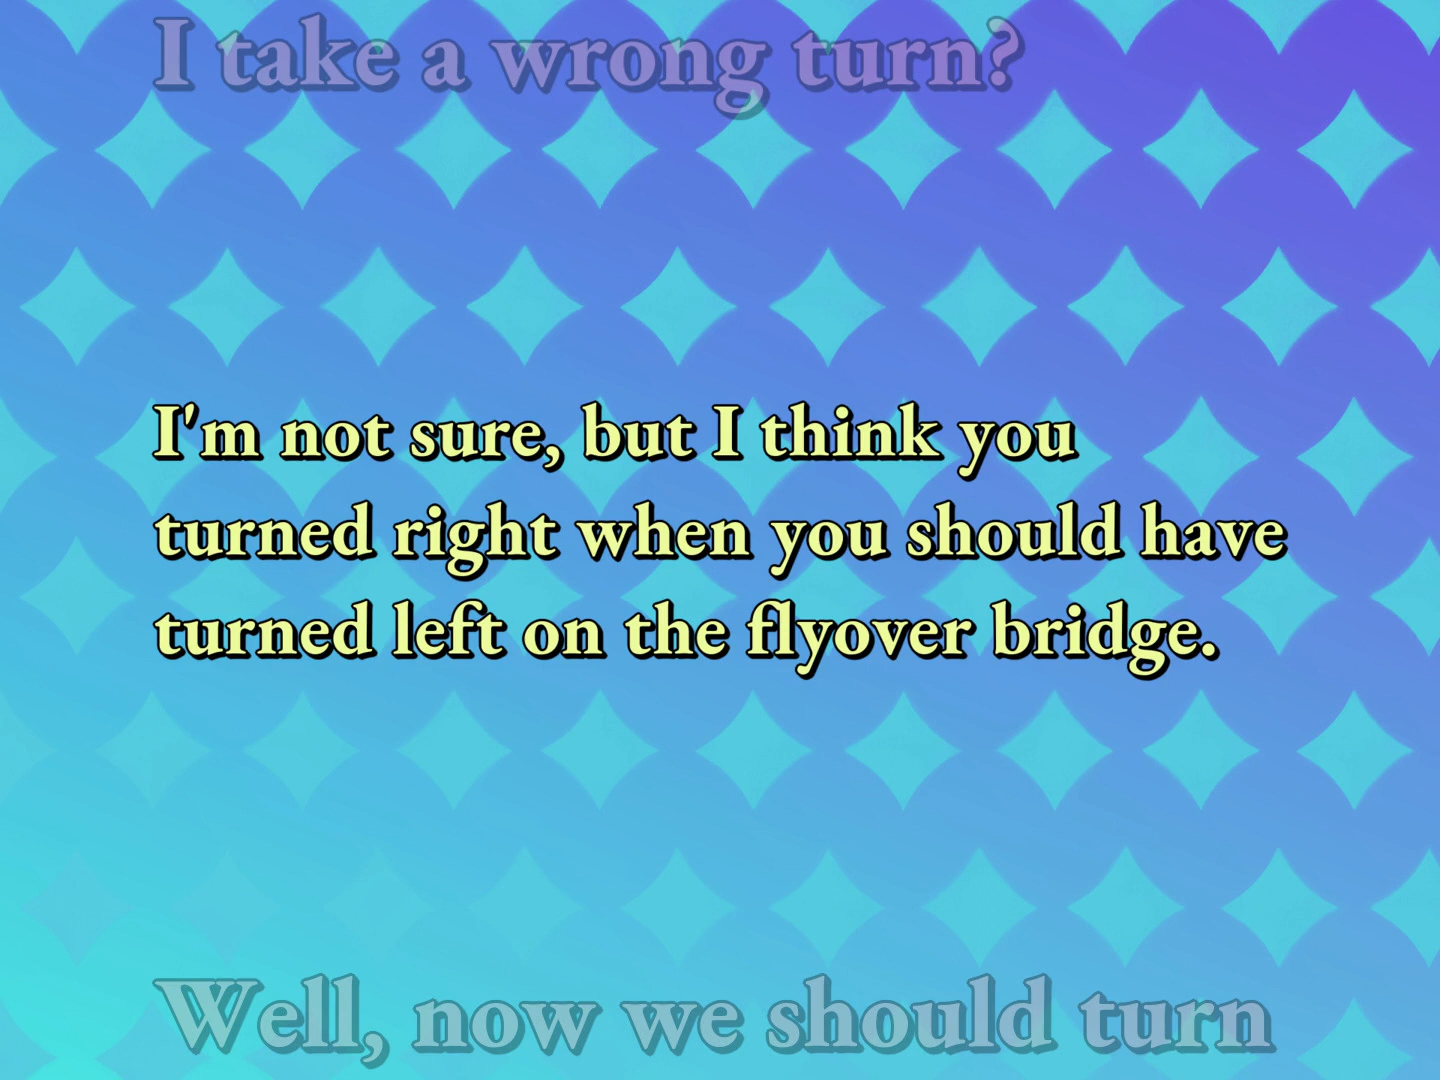 I take a wrong turn?
I'm not sure, but I think you
turned right when you should have
turned left on the flyover bridge.
Well, now we should turn